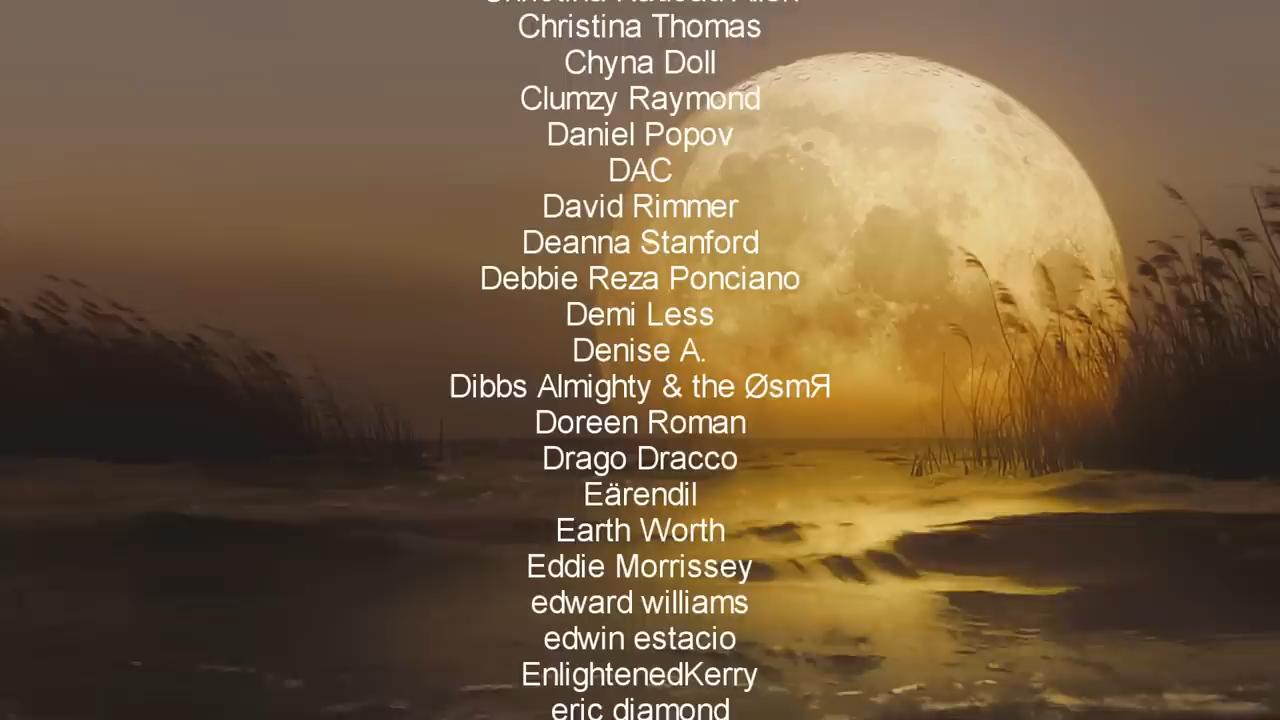 Christina
Christina Thomas
Chyna Doll
Clumzy Raymond
Daniel Popov
DAC
David Rimmer
Deanna Stanford
Debbie Reza Ponciano
Demi Less
Denise A.
Dibbs Almighty & the ØsmЯ
Doreen Roman
Drago Dracco
Eärendil
Earth Worth
Eddie Morrissey
edward williams
edwin estacio
EnlightenedKerry
eric diamond